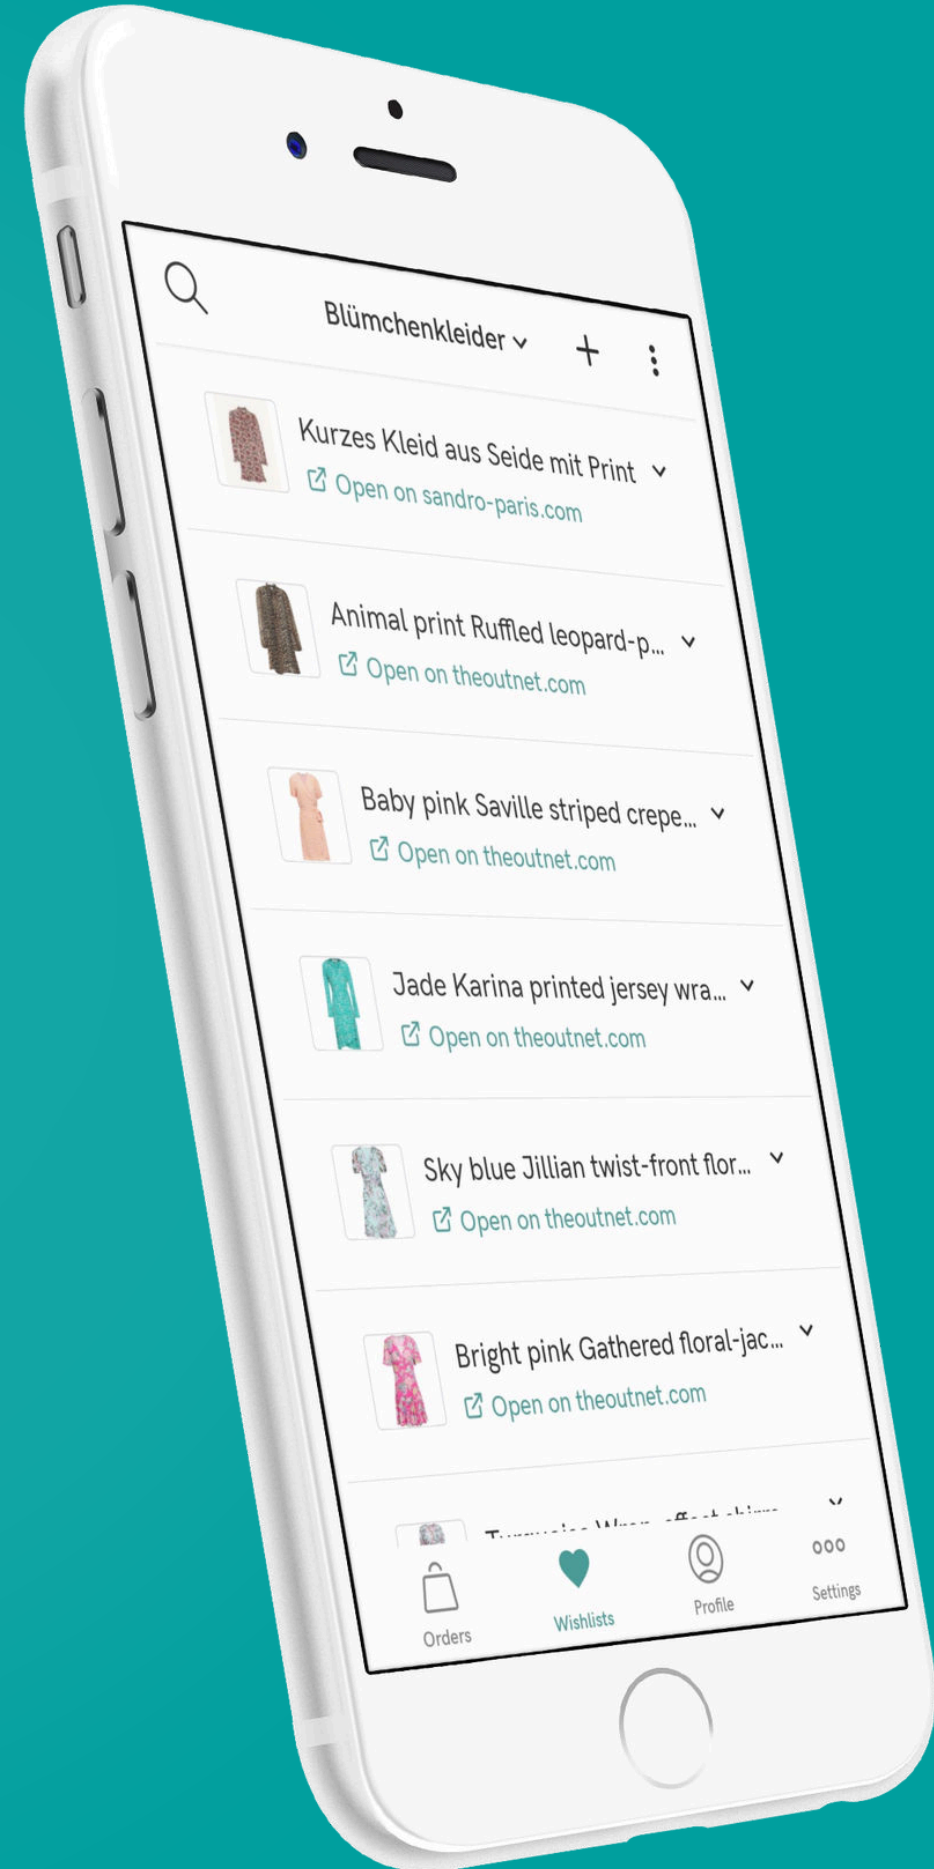 Blümchenkleider
Kurzes Kleid aus Seide mit Print
Open on sandro-paris.com
Animal print Ruffled leopard-p...
Open on theoutnet.com
Baby pink Saville striped crepe...
Open on theoutnet.com
Jade Karina printed jersey wra...
Open on theoutnet.com
Sky blue Jillian twist-front flor...
Open on theoutnet.com
Bright pink Gathered floral-jac...
Open on theoutnet.com
Orders
Wishlists
Profile
Settings